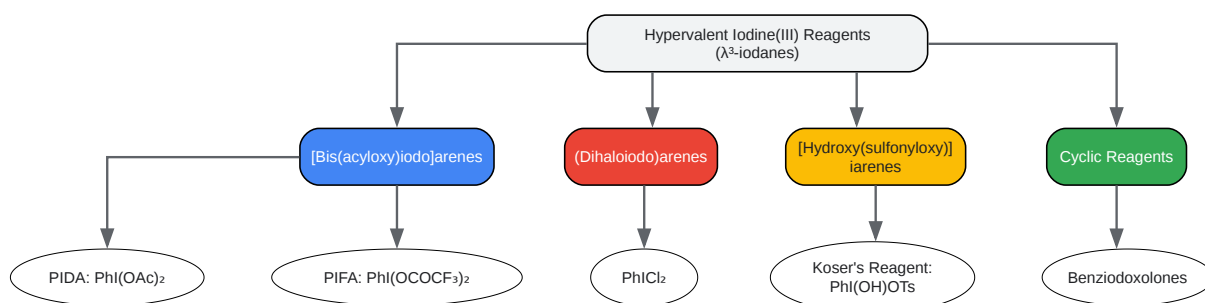 Hypervalent Iodine(III) Reagents
(λ³-iodanes)
[Bis(acyloxy)iodo]arenes
(Dihaloiodo)arenes
[Hydroxy(sulfonyloxy)]
iarenes
Cyclic Reagents
PIDA: PhI(OAc)₂
PIFA: PhI(OCOCF₃)₂
PhICl₂
Koser's Reagent:
PhI(OH)OTs
Benziodoxolones